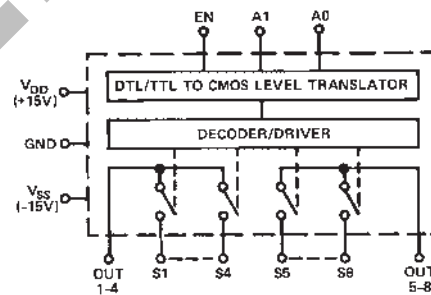 EN A1 A0
DTL/TTL TO CMOS LEVEL TRANSLATOR
VDD
(+15V)
DECODER/DRIVER
GND
VSS
(-15V)
OUT
1-4
S1
S4
S5
S8
OUT
5-8